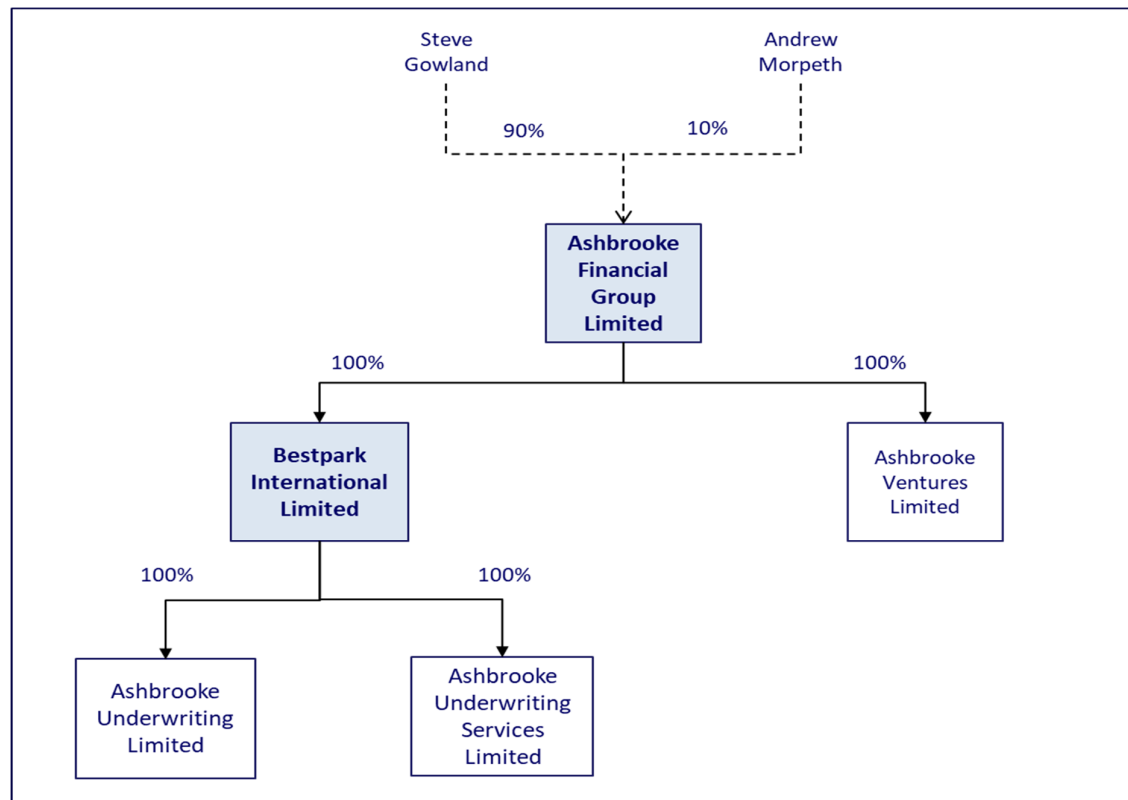 Steve
Gowland
Andrew
Morpeth
90%
10%
Ashbrooke
Financial
Group
Limited
100%
100%
Bestpark
International
Limited
Ashbrooke
Ventures
Limited
100%
100%
Ashbrooke
Underwriting
Limited
Ashbrooke
Underwriting
Services
Limited